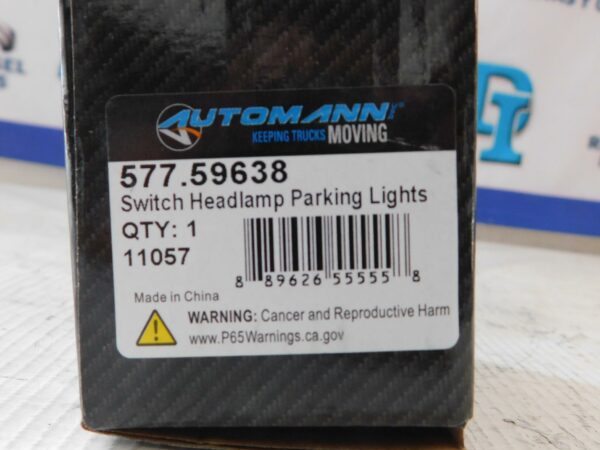 AUTOMANN
KEEPING TRUCKS MOVING
577.59638
Switch Headlamp Parking Lights
QTY: 1
11057
8 89626 55555 8
Made in China
WARNING: Cancer and Reproductive Harm
www.P65Warnings.ca.gov